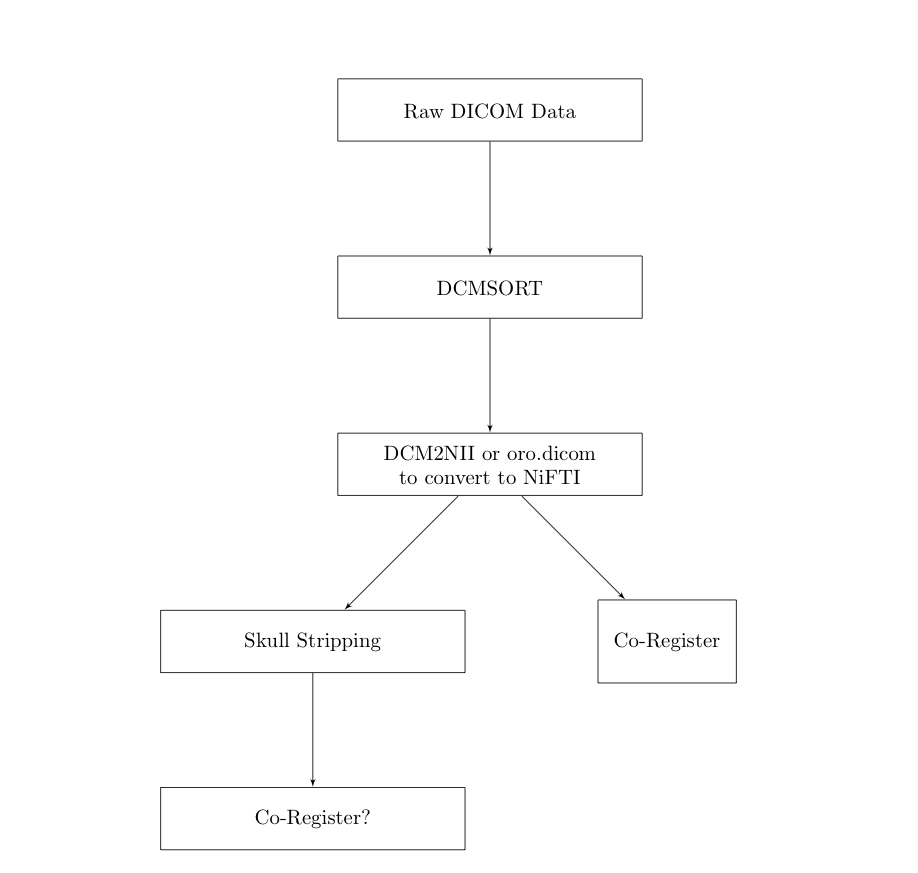 Raw DICOM Data
DCMSORT
DCM2NII or oro.dicom
to convert to NiFTI
Skull Stripping
Co-Register
Co-Register?